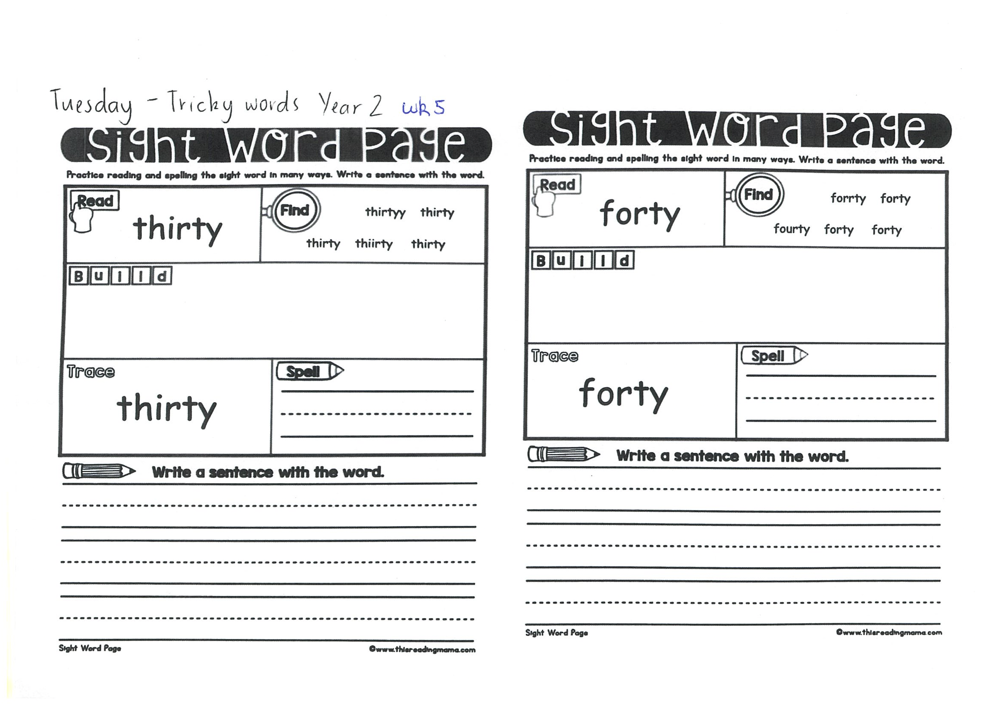 Tuesday - Tricky words Year 2 wk 5
Sight Word Page
Practice reading and spelling the sight word in many ways. Write a sentence with the word.
Read
thirty
Find
thirtyy thirty
thirty thiirty thirty
Build
Trace
thirty
Spell
Write a sentence with the word.
Sight Word Page
©www.thisreadingmama.com
Sight Word Page
Practice reading and spelling the sight word in many ways. Write a sentence with the word.
Read
forty
Find
forrty forty
fourty forty forty
Build
Trace
forty
Spell
Write a sentence with the word.
Sight Word Page
©www.thisreadingmama.com